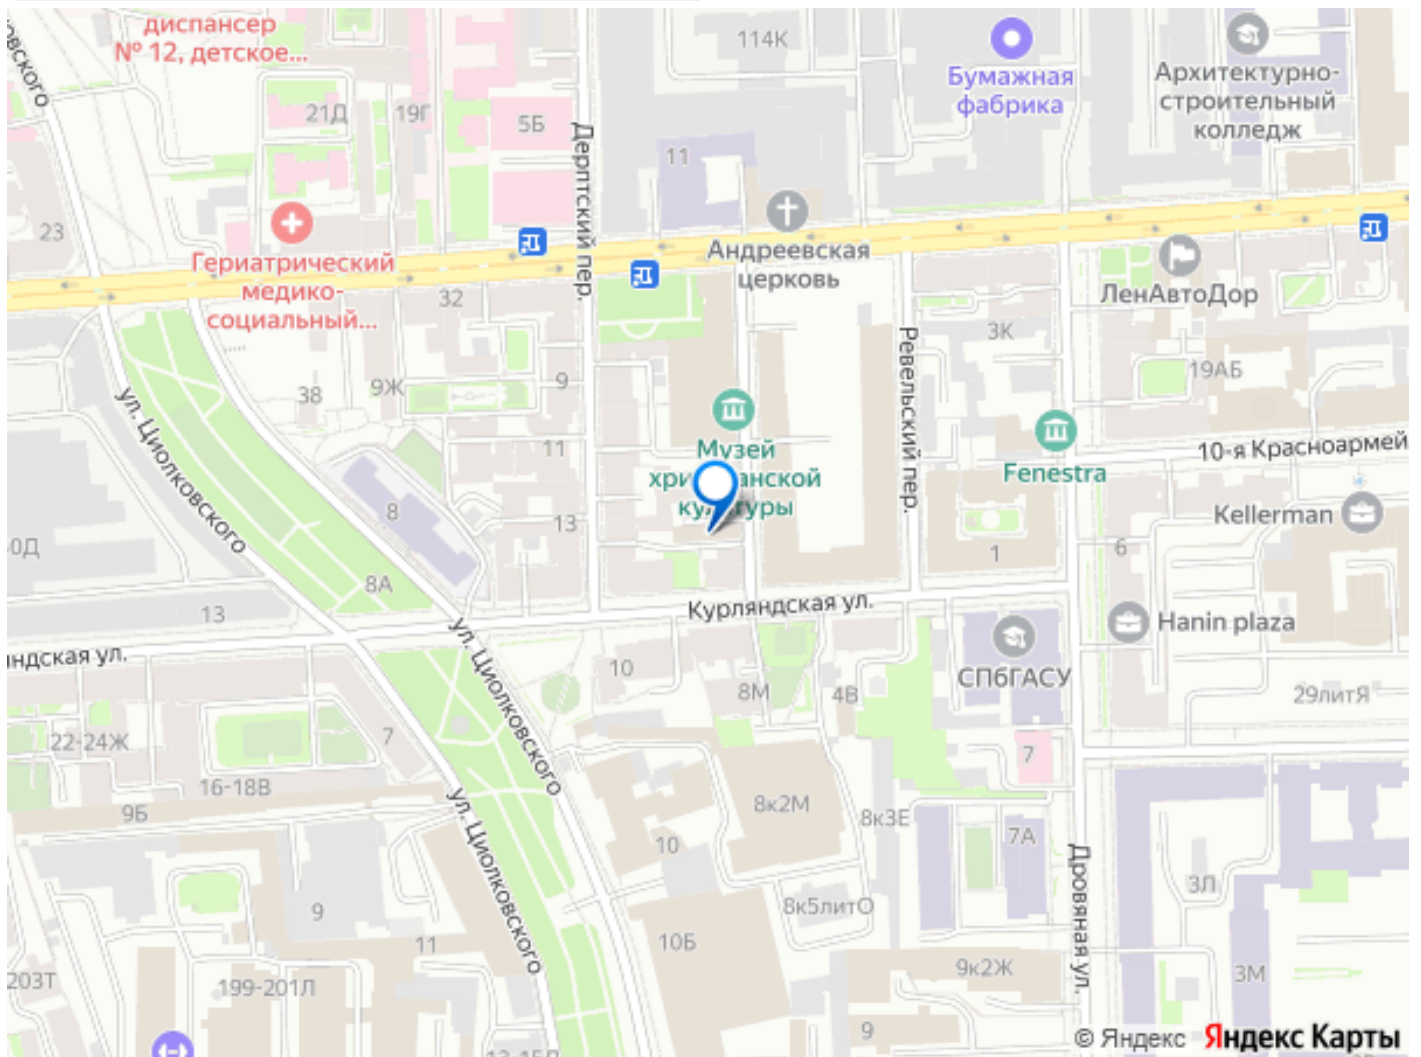 диспансер
№ 12, детское...
114К
Бумажная
фабрика
Архитектурно-
строительный
колледж
21Д
19Г
5Б
11
Дерптский пер.
23
Гериатрический
медико-
социальный...
32
Андреевская
церковь
ЛенАвтоДор
3К
19АБ
Ревельский пер.
38
9Ж
9
11
13
Музей
культуры
Fenestra
10-я Красноармей
Kellerman
ул. Циолковского
8
8А
13
1
6
Курляндская ул.
Hanin plaza
СПбГАСУ
ул. Циолковского
10
8М
4В
29литЯ
22-24Ж
7
16-18В
9Б
7
8к2М
8к3Е
7А
10
ул. Циолковского
Дровяная ул.
9
11
8к5литО
3Л
10Б
203Т
199-201Л
9к2Ж
3М
9
© Яндекс Яндекс Карты